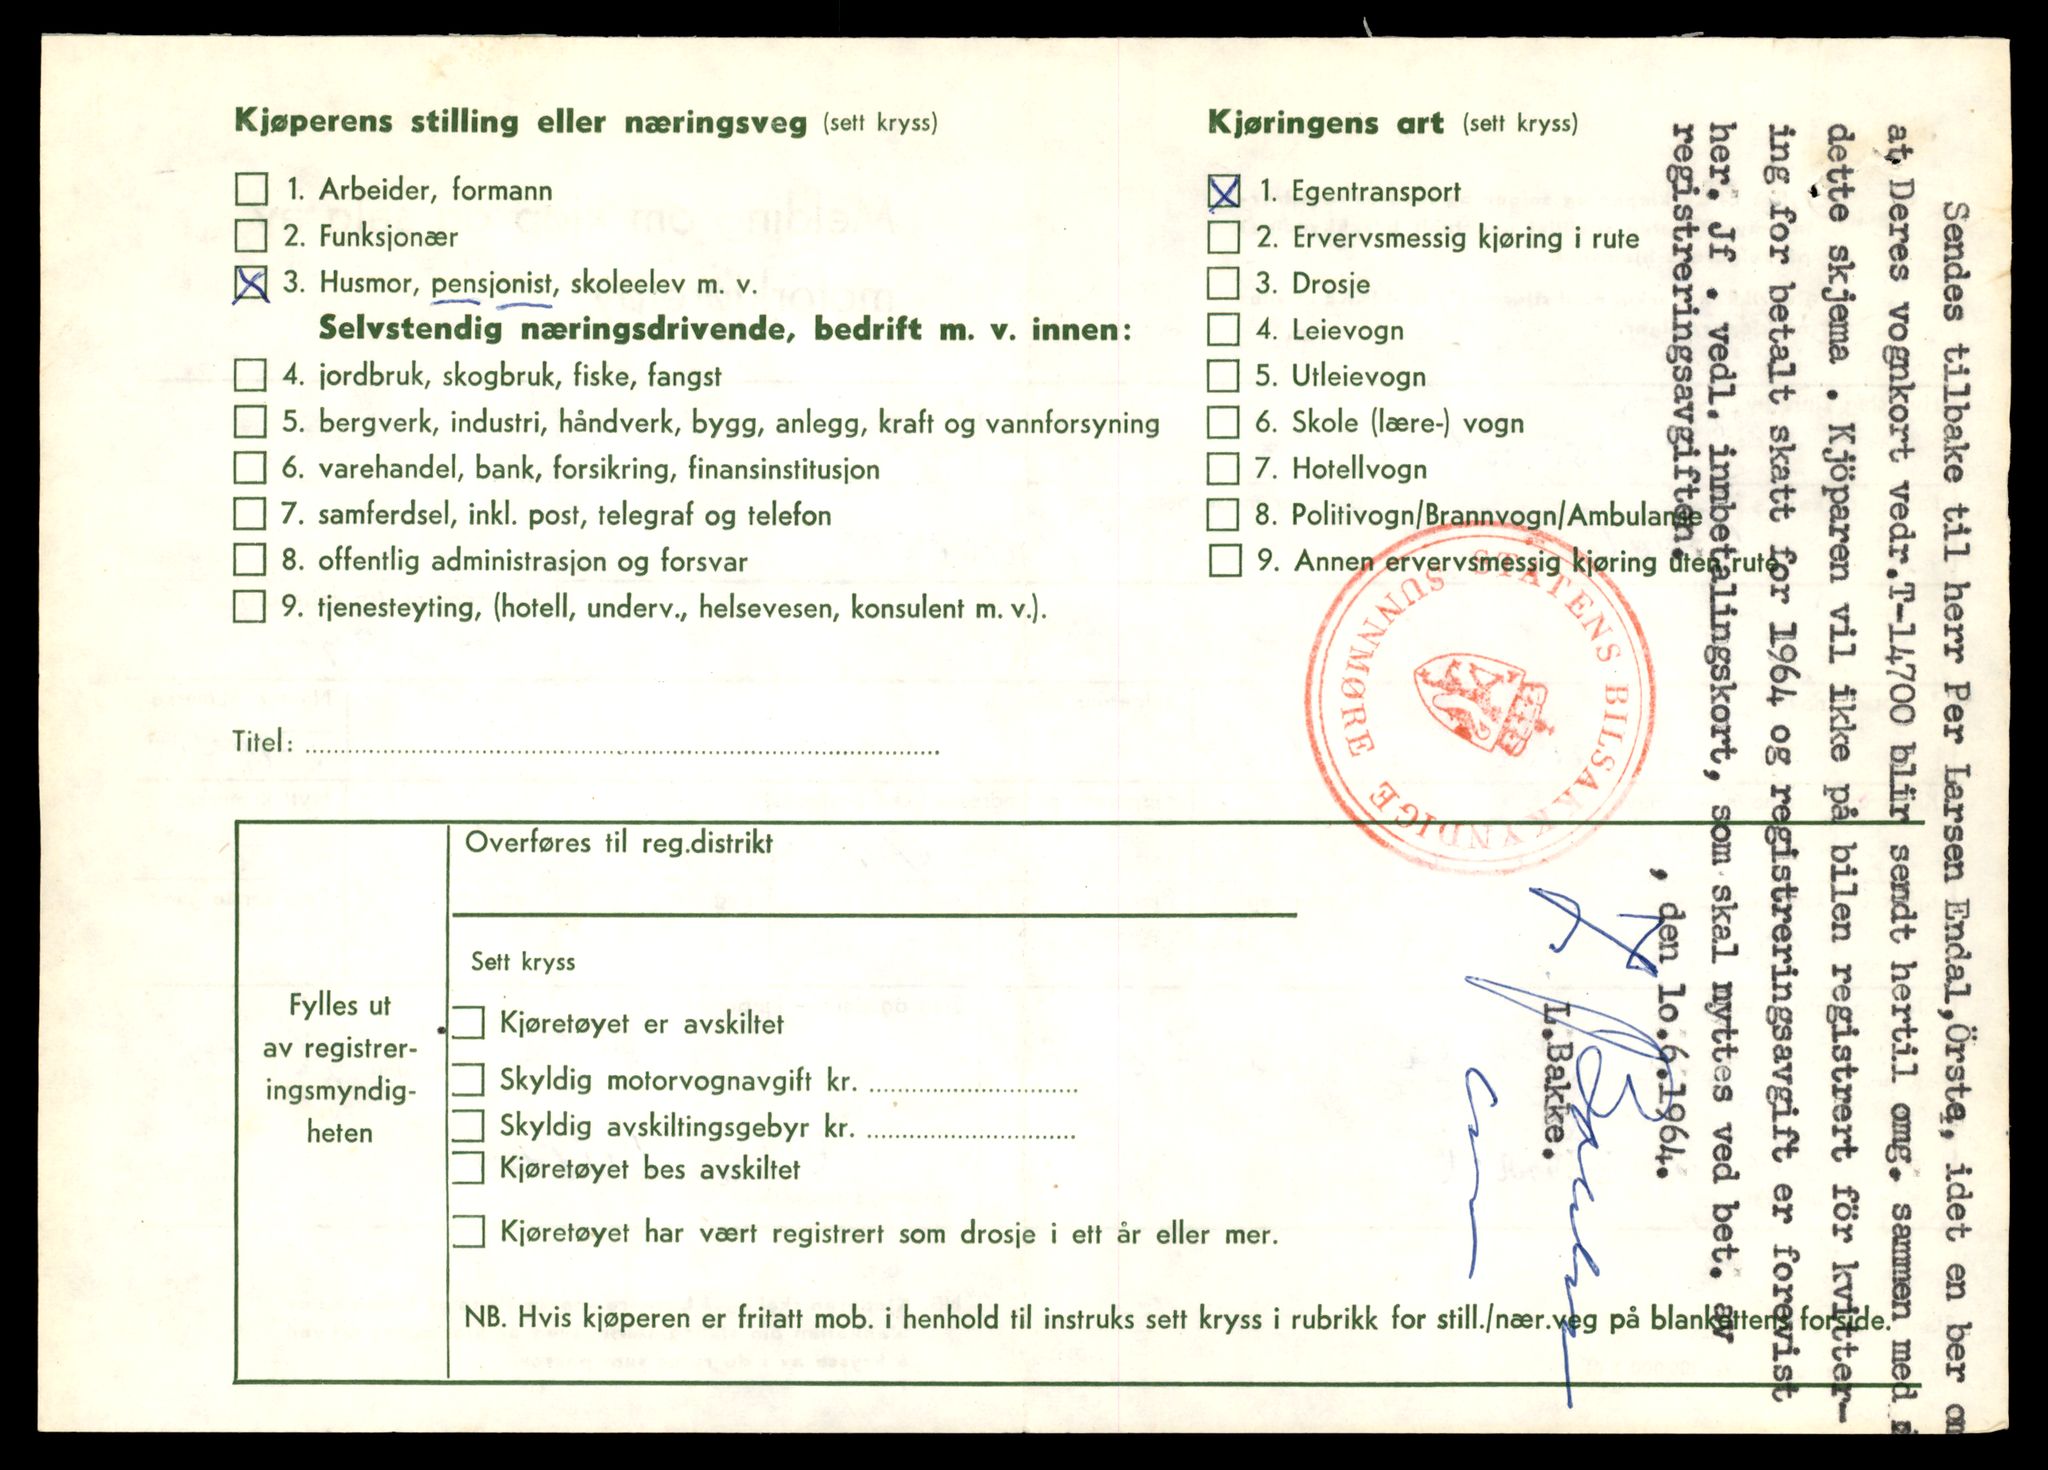 Kjøperens stilling eller næringsveg (sett kryss)
1. Arbeider, formann
2. Funksjonær
3. Husmor, pensjonist, skoleelev m. v.
Selvstendig næringsdrivende, bedrift m. v. innen:
4. jordbruk, skogbruk, fiske, fangst
5. bergverk, industri, håndverk, bygg, anlegg, kraft og vannforsyning
6. varehandel, bank, forsikring, finansinstitusjon
7. samferdsel, inkl. post, telegraf og telefon
8. offentlig administrasjon og forsvar
9. tjenesteyting, (hotell, underv., helsevesen, konsulent m. v.).
Titel:
Kjøringens art (sett kryss)
1. Egentransport
2. Ervervsmessig kjøring i rute
3. Drosje
4. Leievogn
5. Utleievogn
6. Skole (lære-) vogn
7. Hotellvogn
8. Politivogn/Brannvogn/Ambulanse
9. Annen ervervsmessig kjøring uten rute
STATENS BILSAKKYNDIGE
SUNNMØRE
Fylles ut
av registrer-
ingsmyndig-
heten
Overføres til reg.distrikt
Sett kryss
Kjøretøyet er avskiltet
Skyldig motorvognavgift kr.
Skyldig avskiltingsgebyr kr.
Kjøretøyet bes avskiltet
Kjøretøyet har vært registrert som drosje i ett år eller mer.
NB. Hvis kjøperen er fritatt mob. i henhold til instruks sett kryss i rubrikk for still./nær.veg på blankettens forside.
Sendes tilbake til herr Per Larsen Endal, Örsta, idet en ber om
at Deres vognkort vedr. T-14700 blir sendt hertil omg. sammen med
dette skjema . Kjöparen vil ikke på bilen registrert för kvitter-
ing for betalt skatt for 1964 og registreringsavgift er forevist
her. Jf . vedl. innbetalingskort, som skal nyttes ved bet. av
registreringsavgiften.
, den 10.6.1964.
L.Bakke.